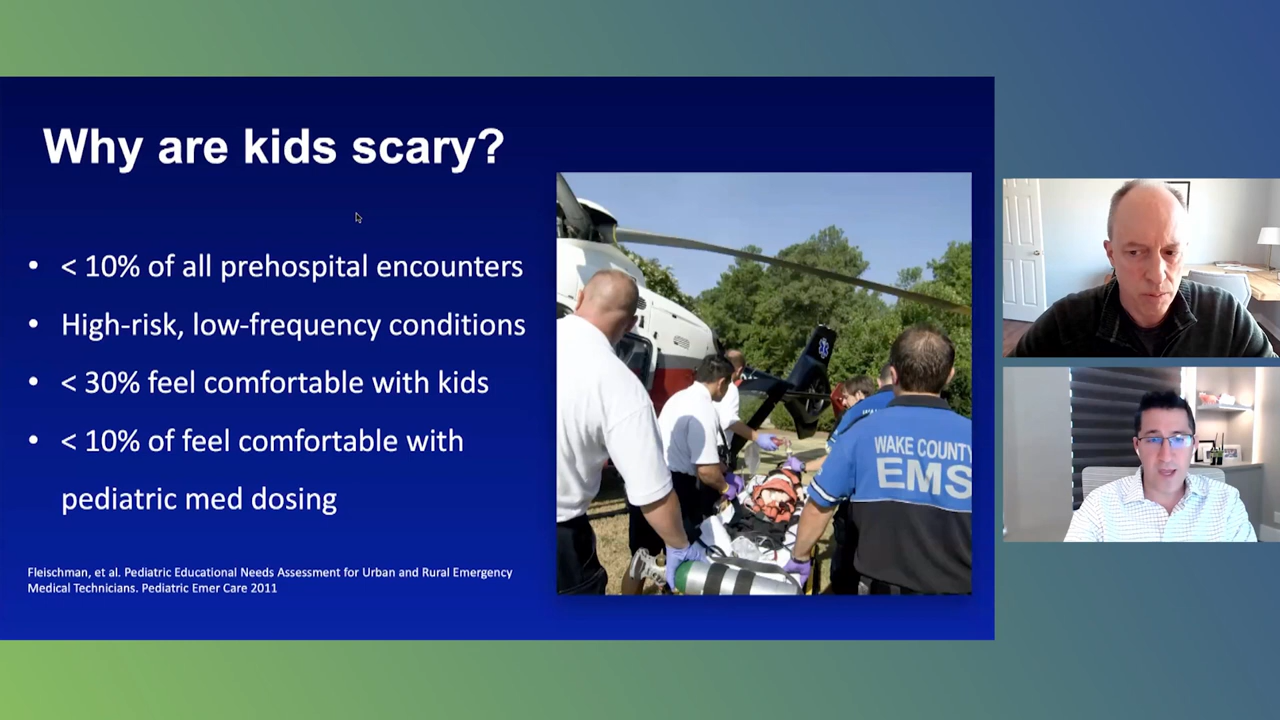 Why are kids scary?
• < 10% of all prehospital encounters
• High-risk, low-frequency conditions
• < 30% feel comfortable with kids
• < 10% of feel comfortable with
pediatric med dosing
Fleischman, et al. Pediatric Educational Needs Assessment for Urban and Rural Emergency
Medical Technicians. Pediatric Emer Care 2011
WAKE COUNTY
EMS